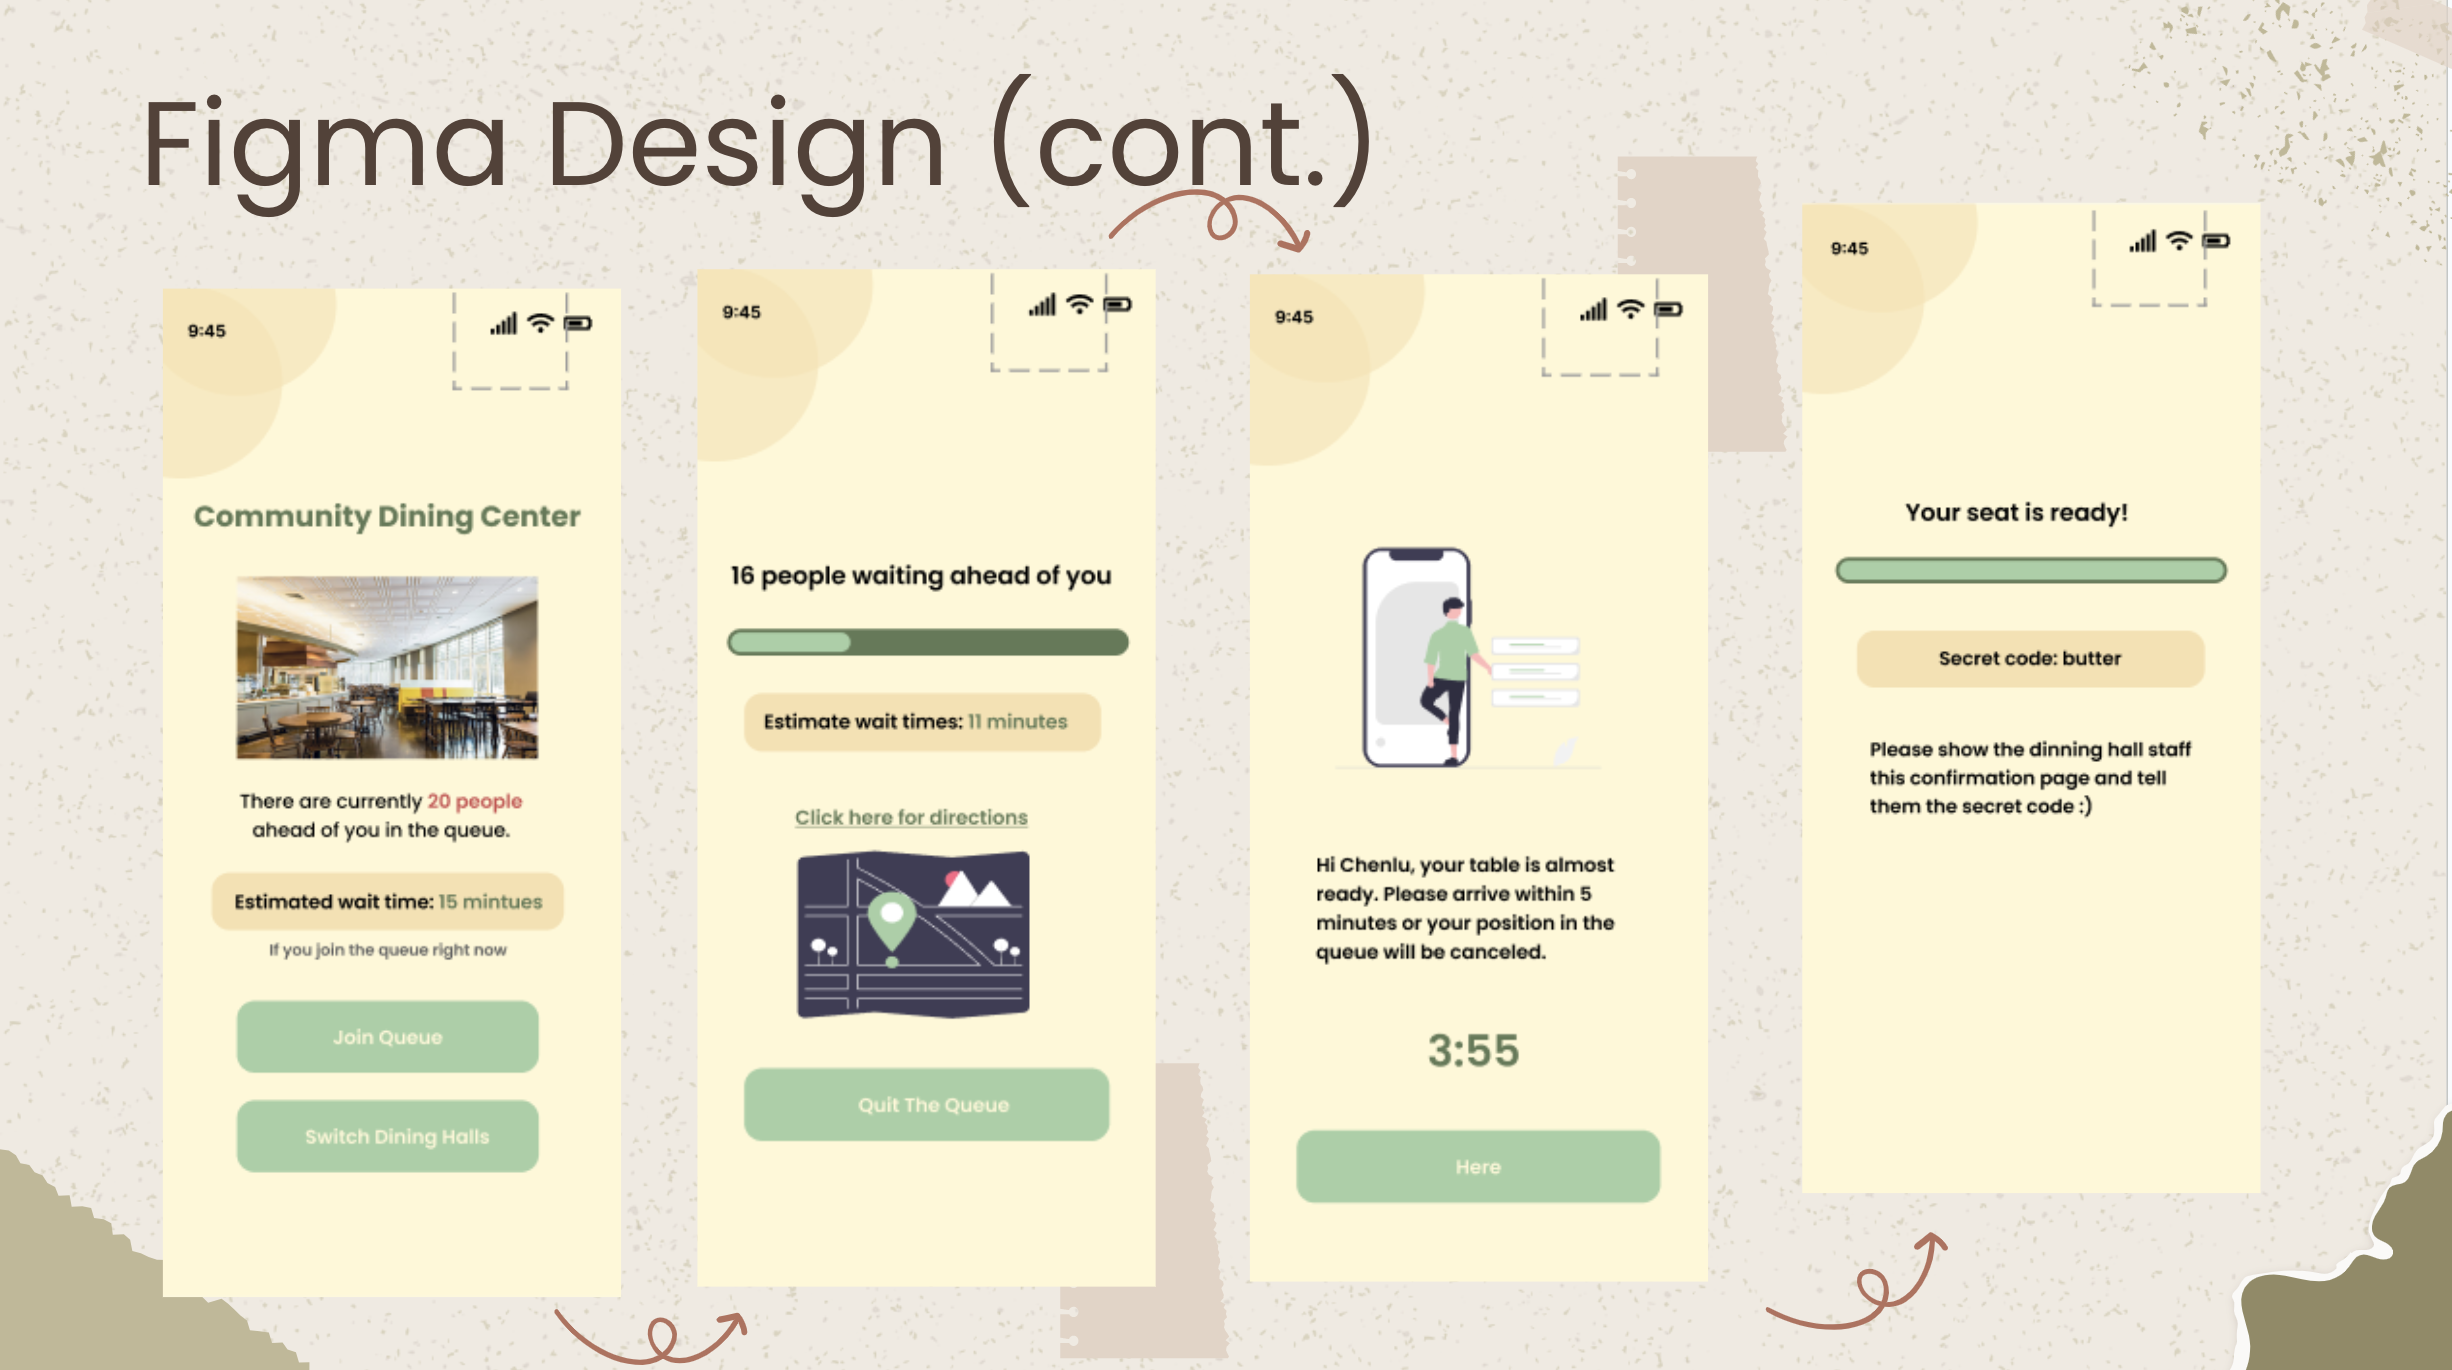 Figma Design (cont.)
9:45
Community Dining Center
There are currently 20 people
ahead of you in the queue.
Estimated wait time: 15 mintues
If you join the queue right now
Join Queue
Switch Dining Halls
9:45
16 people waiting ahead of you
Estimate wait times: 11 minutes
Click here for directions
Quit The Queue
9:45
Hi Chenlu, your table is almost
ready. Please arrive within 5
minutes or your position in the
queue will be canceled.
3:55
Here
9:45
Your seat is ready!
Secret code: butter
Please show the dinning hall staff
this confirmation page and tell
them the secret code :)